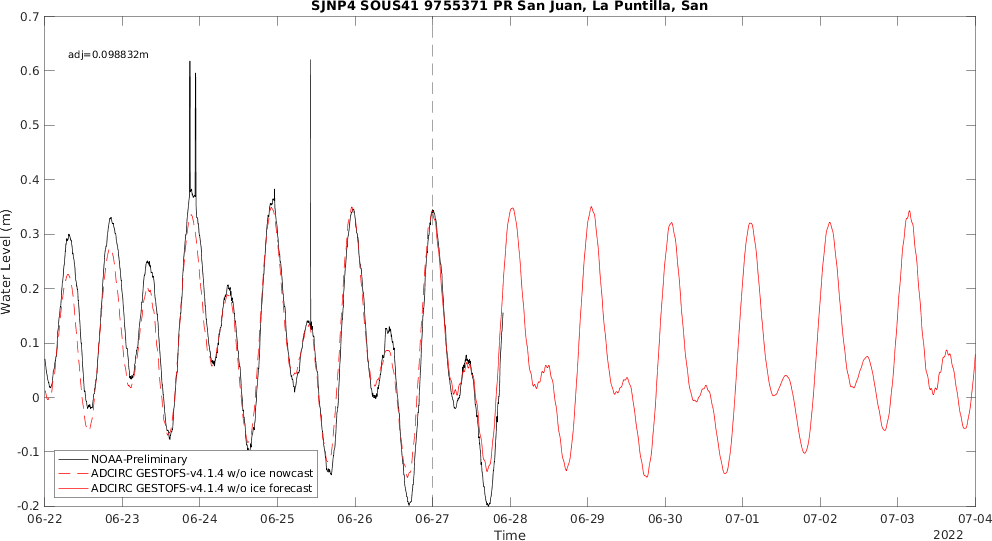 SJNP4 SOUS41 9755371 PR San Juan, La Puntilla, San
adj=0.098832m
Water Level (m)
0.7
0.6
0.5
0.4
0.3
0.2
0.1
0
-0.1
-0.2
NOAA-Preliminary
ADCIRC GESTOFS-v4.1.4 w/o ice nowcast
ADCIRC GESTOFS-v4.1.4 w/o ice forecast
06-22 06-23 06-24 06-25 06-26 06-27 06-28 06-29 06-30 07-01 07-02 07-03 07-04
Time
2022